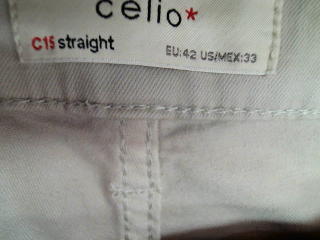 celio*
C15 straight
EU:42 US/MEX:33